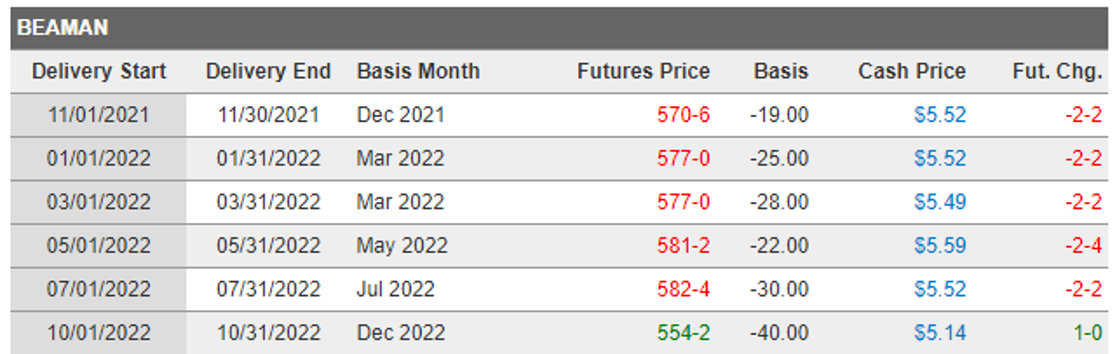 BEAMAN
Delivery Start Delivery End Basis Month Futures Price Basis Cash Price Fut. Chg.
11/01/2021 11/30/2021 Dec 2021 570-6 -19.00 $5.52 -2-2
01/01/2022 01/31/2022 Mar 2022 577-0 -25.00 $5.52 -2-2
03/01/2022 03/31/2022 Mar 2022 577-0 -28.00 $5.49 -2-2
05/01/2022 05/31/2022 May 2022 581-2 -22.00 $5.59 -2-4
07/01/2022 07/31/2022 Jul 2022 582-4 -30.00 $5.52 -2-2
10/01/2022 10/31/2022 Dec 2022 554-2 -40.00 $5.14 1-0